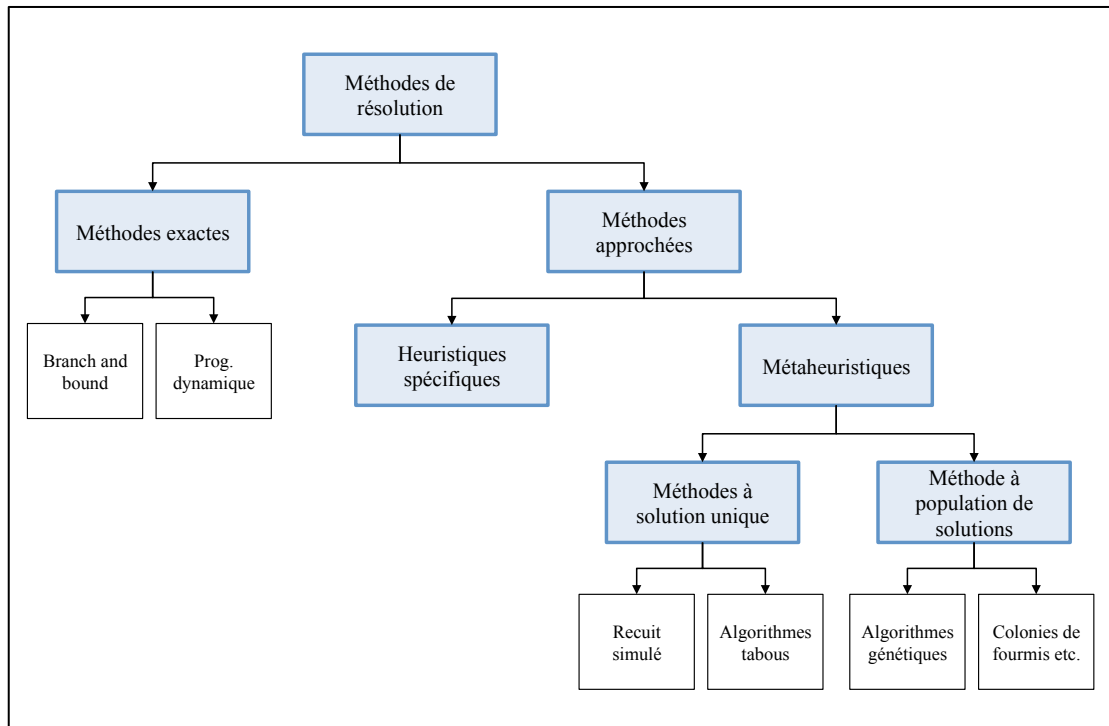 Méthodes de
résolution
Méthodes exactes
Méthodes
approchées
Branch and
bound
Prog.
dynamique
Heuristiques
spécifiques
Métaheuristiques
Méthodes à
solution unique
Méthode à
population de
solutions
Recuit
simulé
Algorithmes
tabous
Algorithmes
génétiques
Colonies de
fourmis etc.